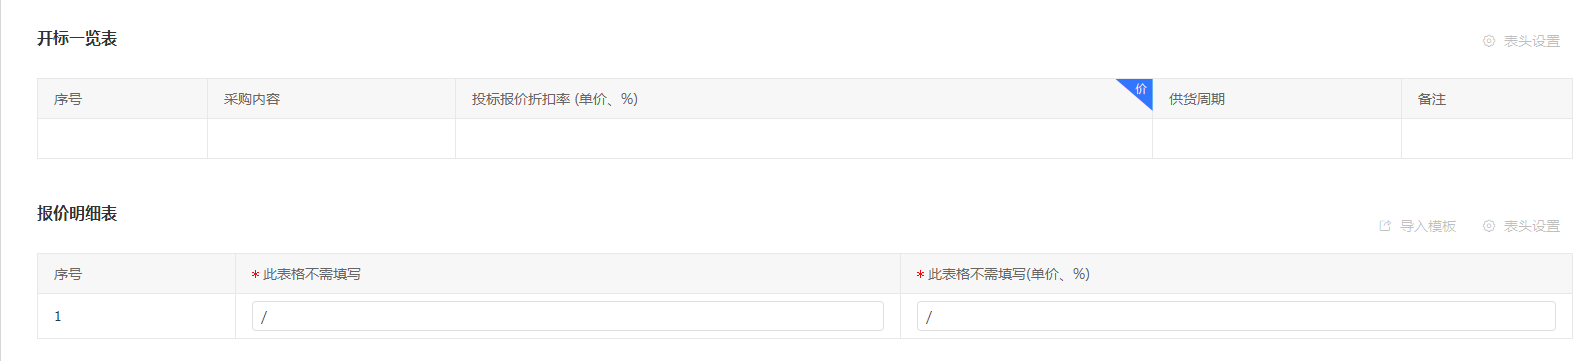 开标一览表
表头设置
序号 采购内容 投标报价折扣率 (单价、%) 价 供货周期 备注
报价明细表
导入模板 表头设置
序号 * 此表格不需填写 * 此表格不需填写(单价、%)
1 / /